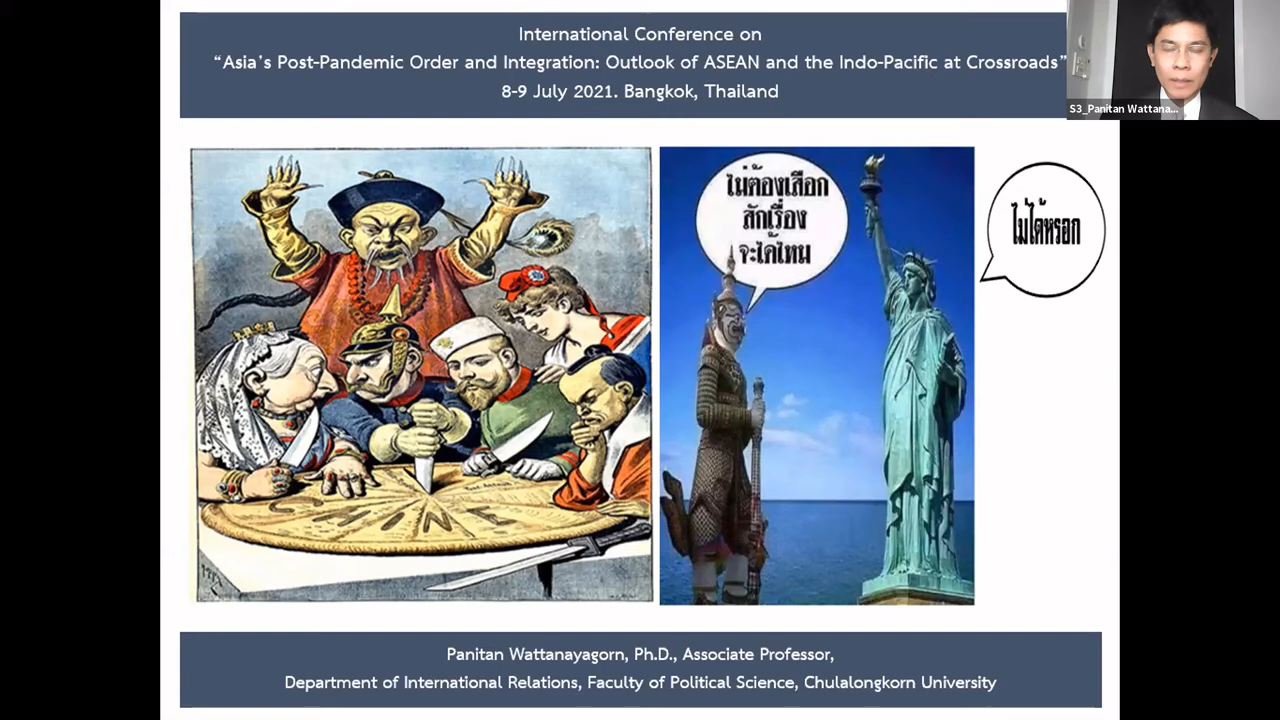 International Conference on
“Asia's Post-Pandemic Order and Integration: Outlook of ASEAN and the Indo-Pacific at Crossroads”
8-9 July 2021. Bangkok, Thailand
S3_Panitan Wattana...
ไม่ต้องเลือก
สักเรื่อง
จะได้ไหม
ไม่ได้หรอก
CHINE
Panitan Wattanayagorn, Ph.D., Associate Professor,
Department of International Relations, Faculty of Political Science, Chulalongkorn University